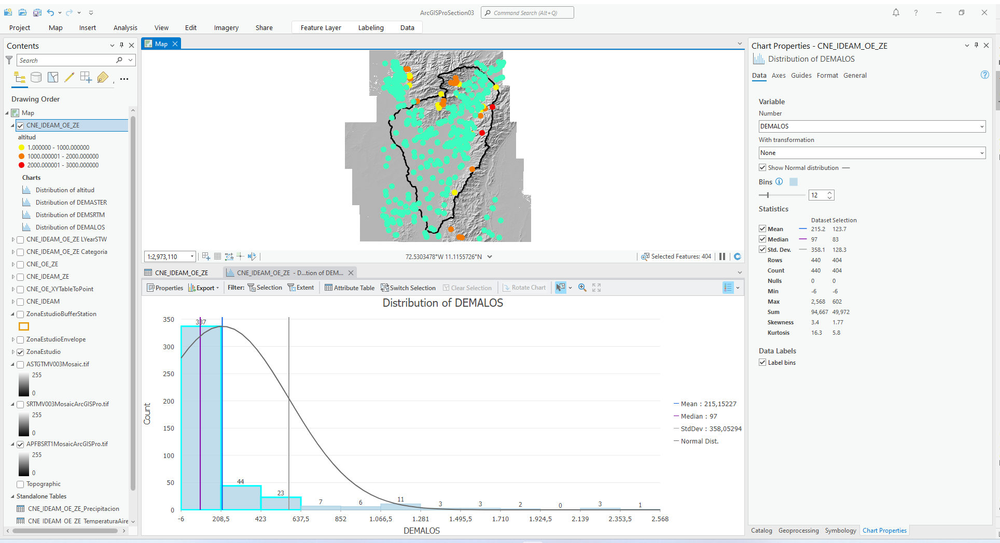 ArcGISProSection03
Command Search (Alt+Q)
?
Project Map Insert Analysis View Edit Imagery Share Feature Layer Labeling Data
Contents
Search
Drawing Order
Map
CNE_IDEAM_OE_ZE
altitud
1.000000 - 1000.000000
1000.000001 - 2000.000000
2000.000001 - 3000.000000
Charts
Distribution of altitud
Distribution of DEMASTER
Distribution of DEMSRTM
Distribution of DEMALOS
CNE_IDEAM_OE_ZE LYearSTW
CNE_IDEAM_OE_ZE Categoria
CNE_OE_ZE
CNE_IDEAM_ZE
CNE_OE_XYTableToPoint
CNE_IDEAM
ZonaEstudioBufferStation
ZonaEstudioEnvelope
ZonaEstudio
ASTGTMV003Mosaic.tif
255
0
SRTMV003MosaicArcGISPro.tif
255
0
APFBSRT1MosaicArcGISPro.tif
255
0
Topographic
Standalone Tables
CNE_IDEAM_OE_ZE_Precipitacion
CNE_IDEAM_OE_ZE_TemperaturaAire
Map
1:2,973,110
72.5303478°W 11.1155726°N
Selected Features: 404
CNE_IDEAM_OE_ZE
CNE_IDEAM_OE_ZE - D...tion of DEM...
Properties Export Filter: Selection Extent Attribute Table Switch Selection Clear Selection Rotate Chart
Distribution of DEMALOS
350
300
250
200
150
100
50
0
Count
337
44
23
7
6
11
3
3
2
0
3
1
-6 208,5 423 637,5 852 1.066,5 1.281 1.495,5 1.710 1.924,5 2.139 2.353,5 2.568
DEMALOS
Mean : 215,15227
Median : 97
StdDev : 358,05294
Normal Dist.
Chart Properties - CNE_IDEAM_OE_ZE
Distribution of DEMALOS
Data Axes Guides Format General
?
Variable
Number
DEMALOS
With transformation
None
Show Normal distribution
Bins
12
Statistics
Dataset Selection
Mean 215.2 123.7
Median 97 83
Std. Dev. 358.1 128.3
Rows 440 404
Count 440 404
Nulls 0 0
Min -6 -6
Max 2,568 602
Sum 94,667 49,972
Skewness 3.4 1.77
Kurtosis 16.3 5.8
Data Labels
Label bins
Catalog Geoprocessing Symbology Chart Properties